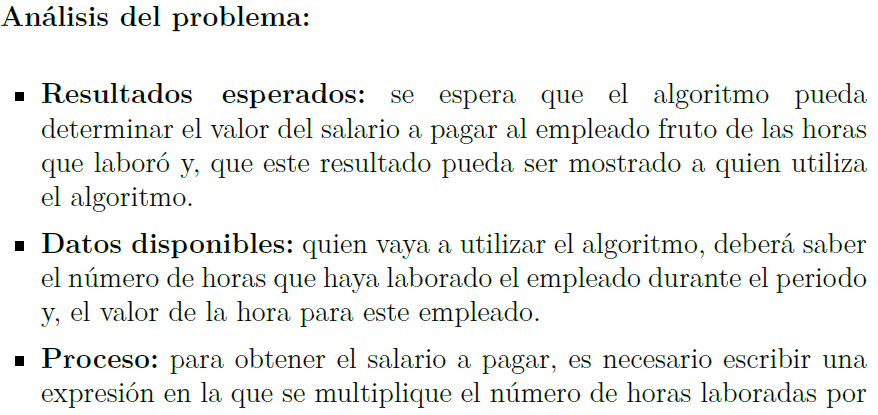 Análisis del problema:
▪ Resultados esperados: se espera que el algoritmo pueda
determinar el valor del salario a pagar al empleado fruto de las horas
que laboró y, que este resultado pueda ser mostrado a quien utiliza
el algoritmo.
▪ Datos disponibles: quien vaya a utilizar el algoritmo, deberá saber
el número de horas que haya laborado el empleado durante el periodo
y, el valor de la hora para este empleado.
▪ Proceso: para obtener el salario a pagar, es necesario escribir una
expresión en la que se multiplique el número de horas laboradas por